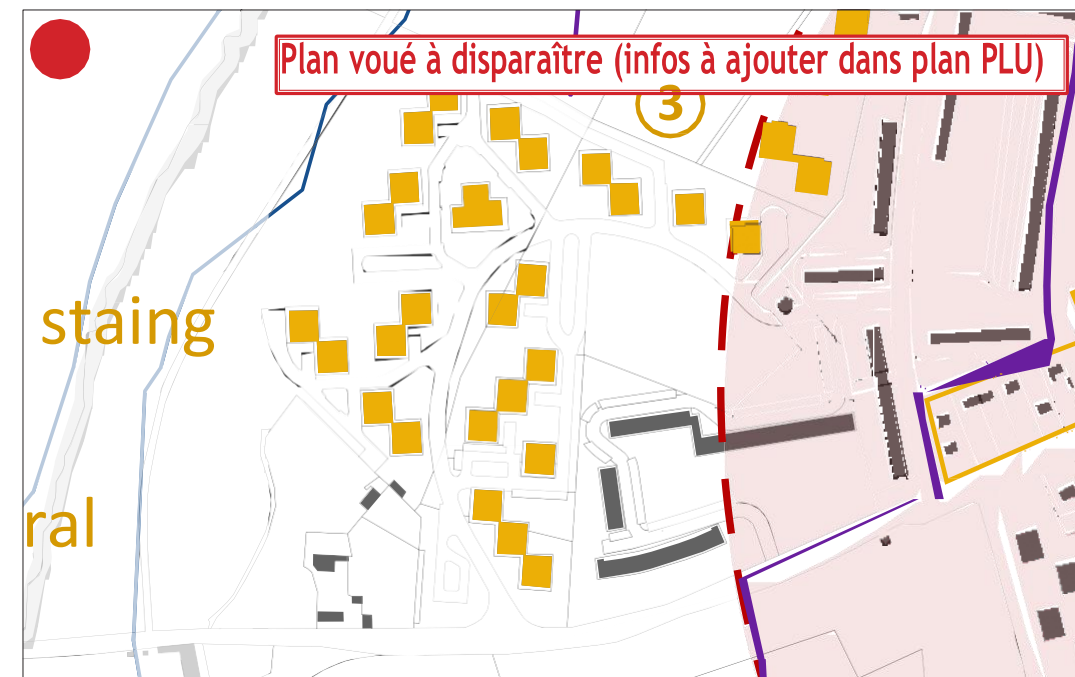 Plan voué à disparaître (infos à ajouter dans plan PLU)
3
staing
ral